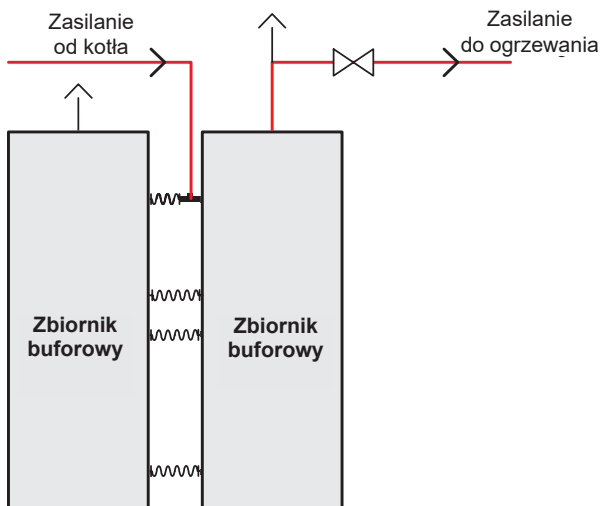 Zasilanie
od kotła
Zasilanie
do ogrzewania
Zbiornik
buforowy
Zbiornik
buforowy